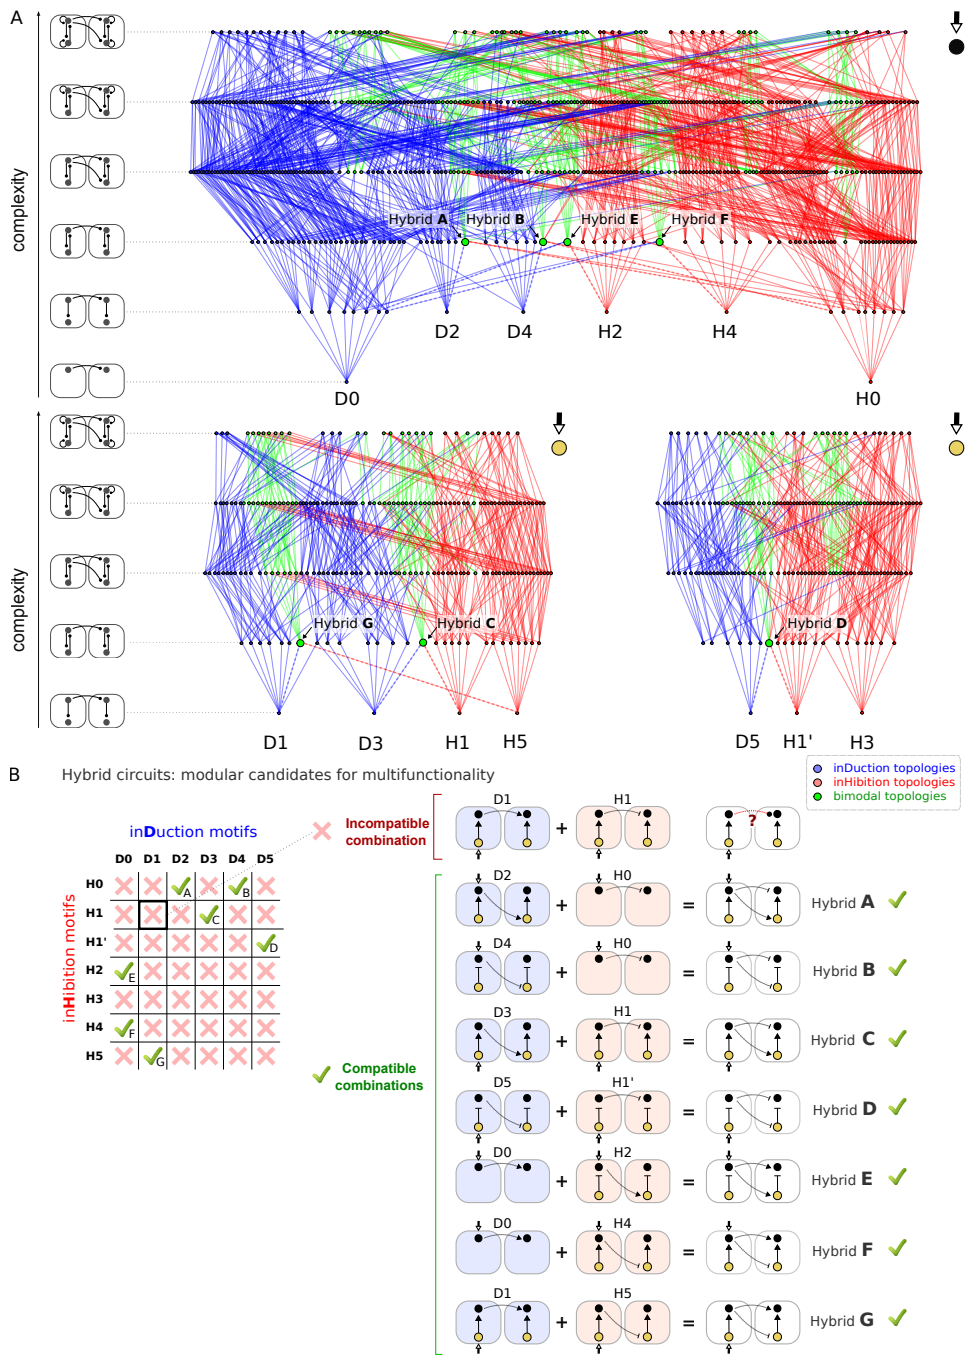 A
complexity
Hybrid A
Hybrid B
Hybrid E
Hybrid F
D2
D4
H2
H4
D0
H0
complexity
Hybrid G
Hybrid C
Hybrid D
D1
D3
H1
H5
D5
H1'
H3
inDuction topologies
inHibition topologies
bimodal topologies
B
Hybrid circuits: modular candidates for multifunctionality
inDuction motifs
D0 D1 D2 D3 D4 D5
inHibition motifs
H0 A B
H1 C
H1' D
H2 E
H3
H4 F
H5 G
Incompatible
combination
Compatible
combinations
D1 H1
+ ?
D2 H0
+ = Hybrid A
D4 H0
+ = Hybrid B
D3 H1
+ = Hybrid C
D5 H1'
+ = Hybrid D
D0 H2
+ = Hybrid E
D0 H4
+ = Hybrid F
D1 H5
+ = Hybrid G